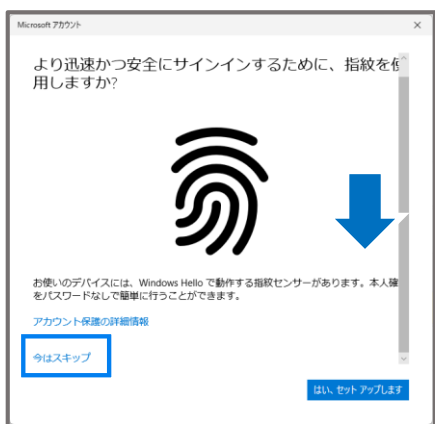 Microsoft アカウント
より迅速かつ安全にサインインするために、指紋を使
用しますか?
お使いのデバイスには、Windows Hello で動作する指紋センサーがあります。本人確
をパスワードなしで簡単に行うことができます。
アカウント保護の詳細情報
今はスキップ
はい、セット アップします